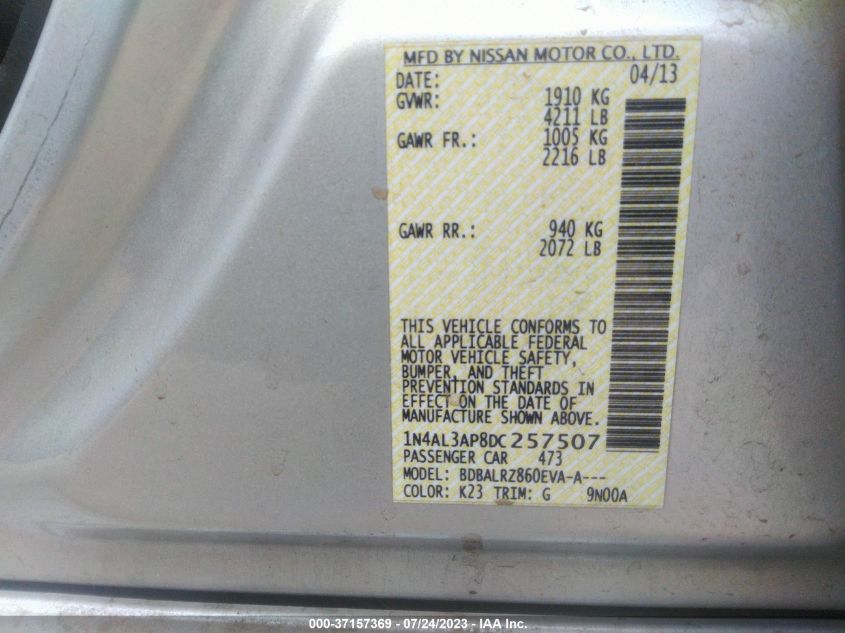 MFD BY NISSAN MOTOR CO., LTD.
DATE: 04/13
GVWR: 1910 KG
4211 LB
GAWR FR.: 1005 KG
2216 LB
GAWR RR.: 940 KG
2072 LB
THIS VEHICLE CONFORMS TO
ALL APPLICABLE FEDERAL
MOTOR VEHICLE SAFETY,
BUMPER, AND THEFT
PREVENTION STANDARDS IN
EFFECT ON THE DATE OF
MANUFACTURE SHOWN ABOVE.
1N4AL3AP8DC257507
PASSENGER CAR 473
MODEL: BDBALRZ860EVA-A---
COLOR: K23 TRIM: G 9N00A
000-37157369 - 07/24/2023 - IAA Inc.